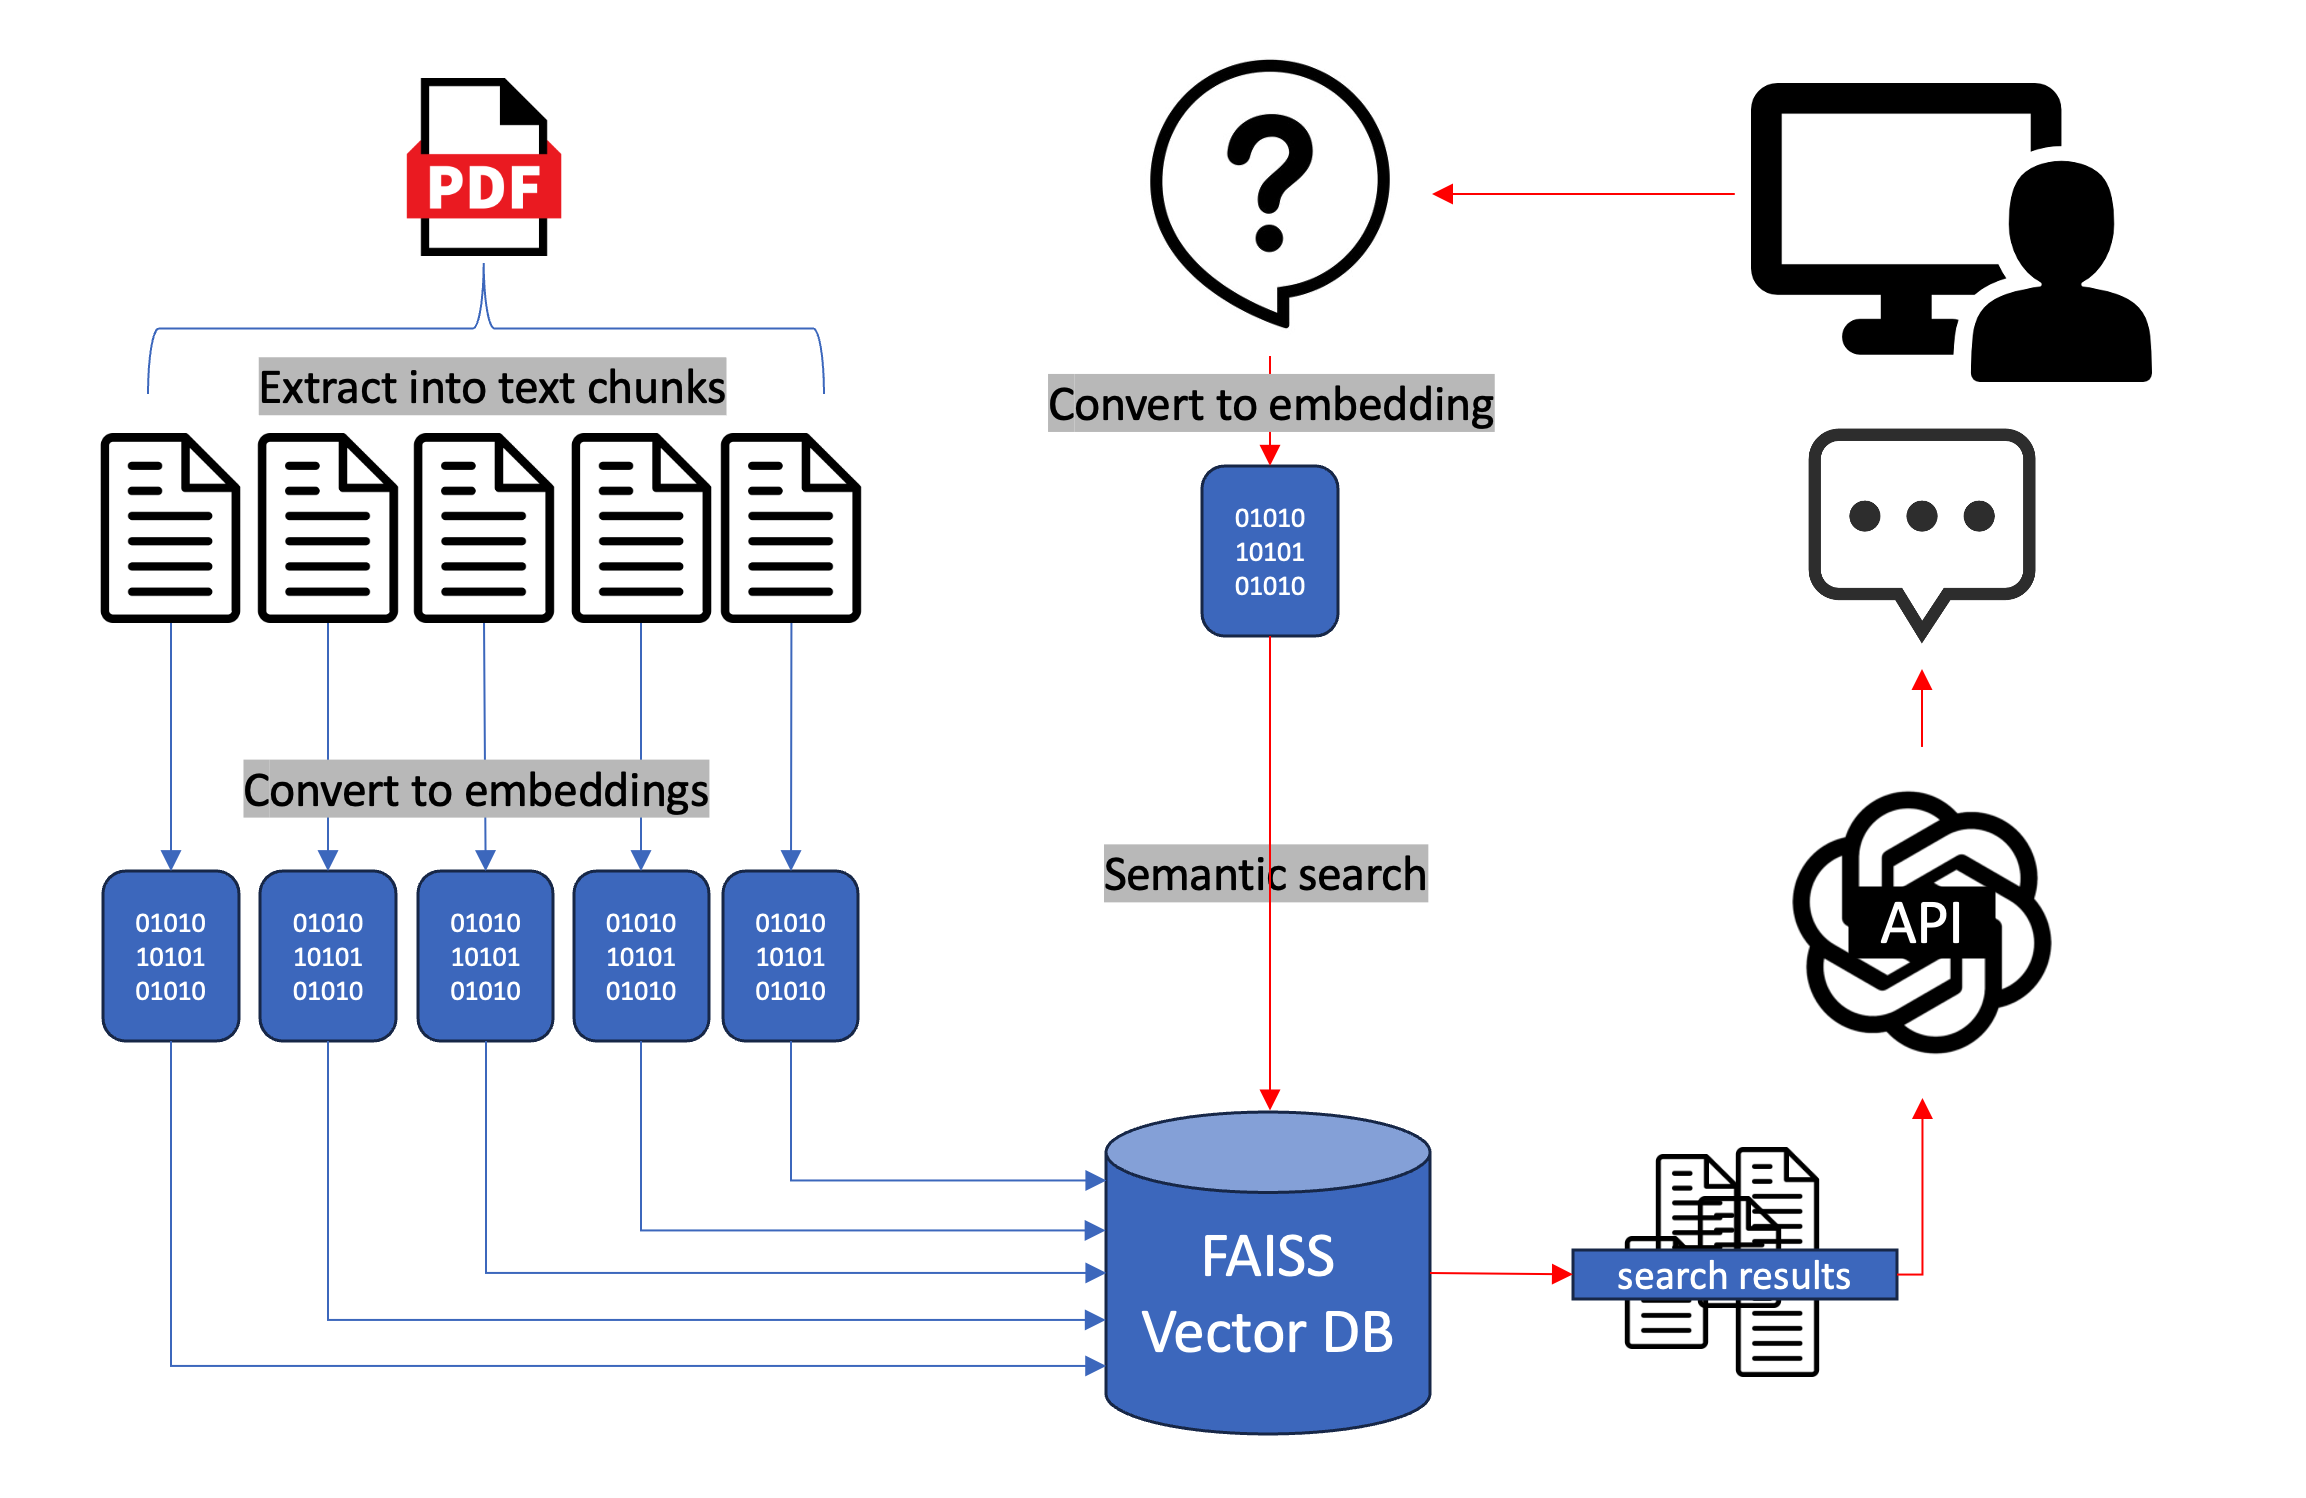 PDF
Extract into text chunks
Convert to embeddings
01010
10101
01010
01010
10101
01010
01010
10101
01010
01010
10101
01010
01010
10101
01010
Convert to embedding
01010
10101
01010
Semantic search
FAISS
Vector DB
search results
API